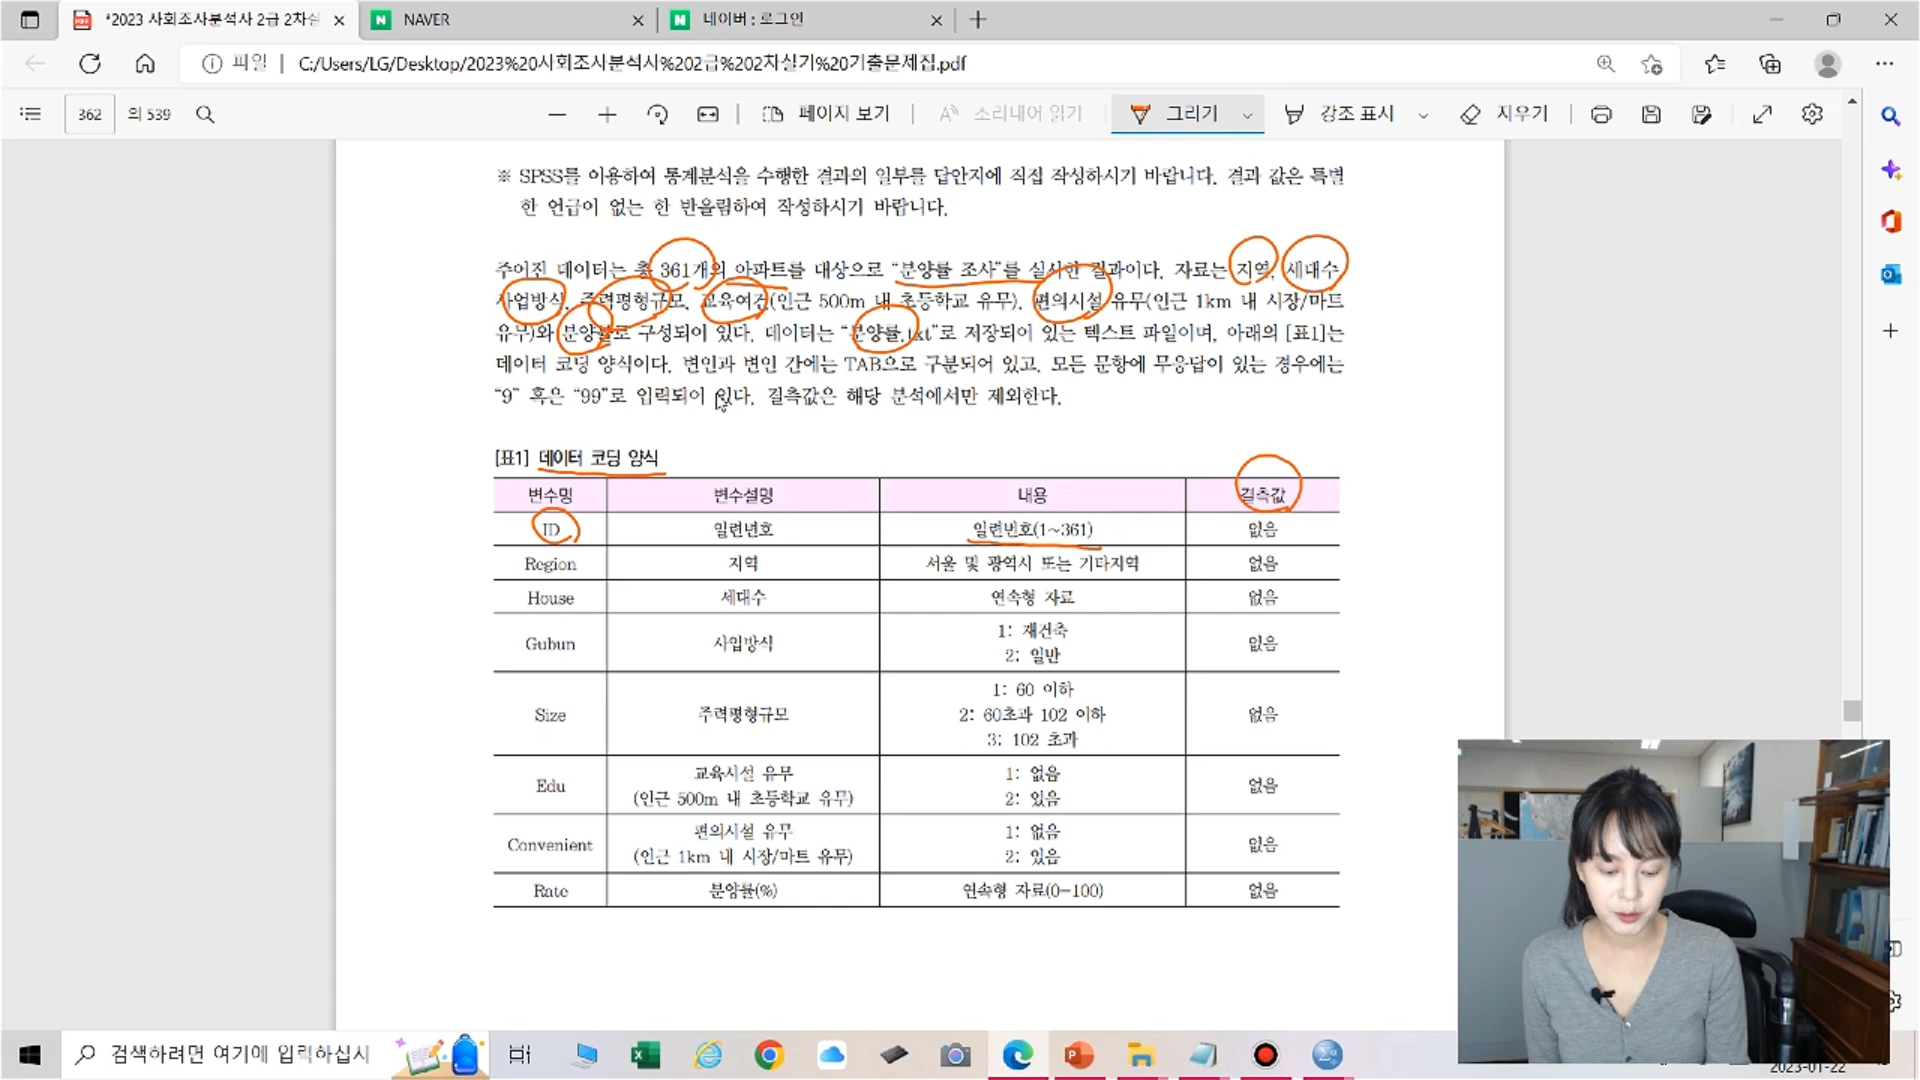 *2023 사회조사분석사 2급 2차실
NAVER
네이버 : 로그인
파일
C:/Users/LG/Desktop/2023%20사회조사분석사%202급%202차실기%20기출문제집.pdf
362 의 539
페이지 보기
소리내어 읽기
그리기
강조 표시
지우기
※ SPSS를 이용하여 통계분석을 수행한 결과의 일부를 답안지에 직접 작성하시기 바랍니다. 결과 값은 특별
한 언급이 없는 한 반올림하여 작성하시기 바랍니다.
주어진 데이터는 총 361개의 아파트를 대상으로 “분양률 조사”를 실시한 결과이다. 자료는 지역, 세대수
사업방식, 주력평형규모, 교육여건(인근 500m 내 초등학교 유무), 편의시설 유무(인근 1km 내 시장/마트
유무)와 분양률로 구성되어 있다. 데이터는 “분양률.txt”로 저장되어 있는 텍스트 파일이며, 아래의 [표1]는
데이터 코딩 양식이다. 변인과 변인 간에는 TAB으로 구분되어 있고, 모든 문항에 무응답이 있는 경우에는
“9” 혹은 “99”로 입력되어 있다. 결측값은 해당 분석에서만 제외한다.
[표1] 데이터 코딩 양식
변수명 변수설명 내용 결측값
ID 일련번호 일련번호(1~361) 없음
Region 지역 서울 및 광역시 또는 기타지역 없음
House 세대수 연속형 자료 없음
Gubun 사업방식 1: 재건축 없음
2: 일반
Size 주력평형규모 1: 60 이하 없음
2: 60초과 102 이하
3: 102 초과
Edu 교육시설 유무 1: 없음 없음
(인근 500m 내 초등학교 유무) 2: 있음
Convenient 편의시설 유무 1: 없음 없음
(인근 1km 내 시장/마트 유무) 2: 있음
Rate 분양률(%) 연속형 자료(0-100) 없음
검색하려면 여기에 입력하십시
2023-01-22